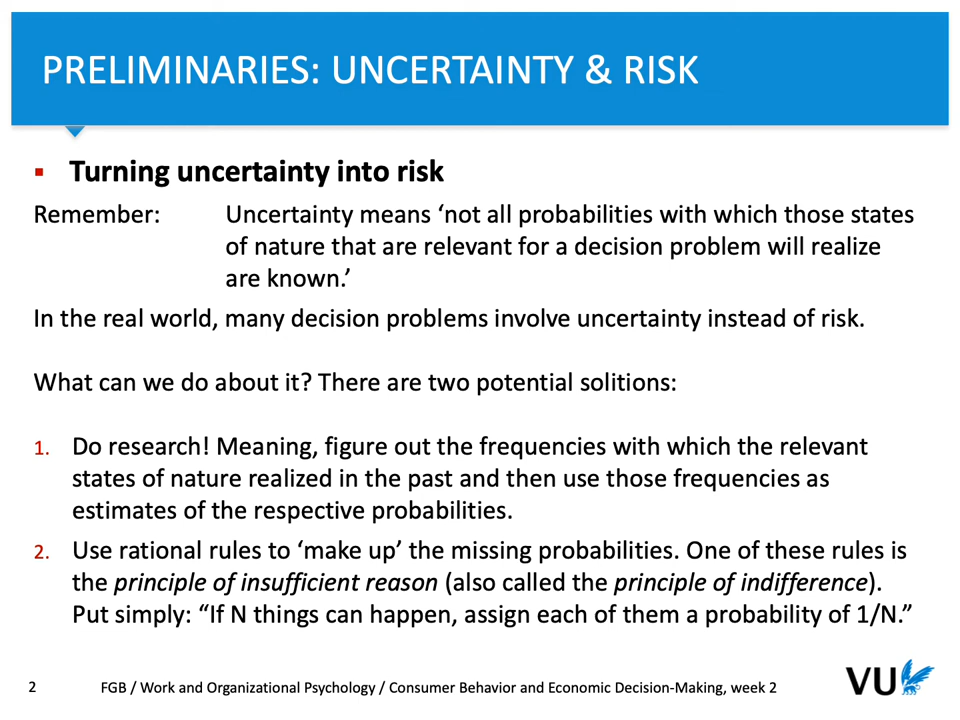 PRELIMINARIES: UNCERTAINTY & RISK
Turning uncertainty into risk
Remember: Uncertainty means ‘not all probabilities with which those states
of nature that are relevant for a decision problem will realize
are known.’
In the real world, many decision problems involve uncertainty instead of risk.
What can we do about it? There are two potential solitions:
1. Do research! Meaning, figure out the frequencies with which the relevant
states of nature realized in the past and then use those frequencies as
estimates of the respective probabilities.
2. Use rational rules to ‘make up’ the missing probabilities. One of these rules is
the principle of insufficient reason (also called the principle of indifference).
Put simply: “If N things can happen, assign each of them a probability of 1/N.”
2 FGB / Work and Organizational Psychology / Consumer Behavior and Economic Decision-Making, week 2
VU